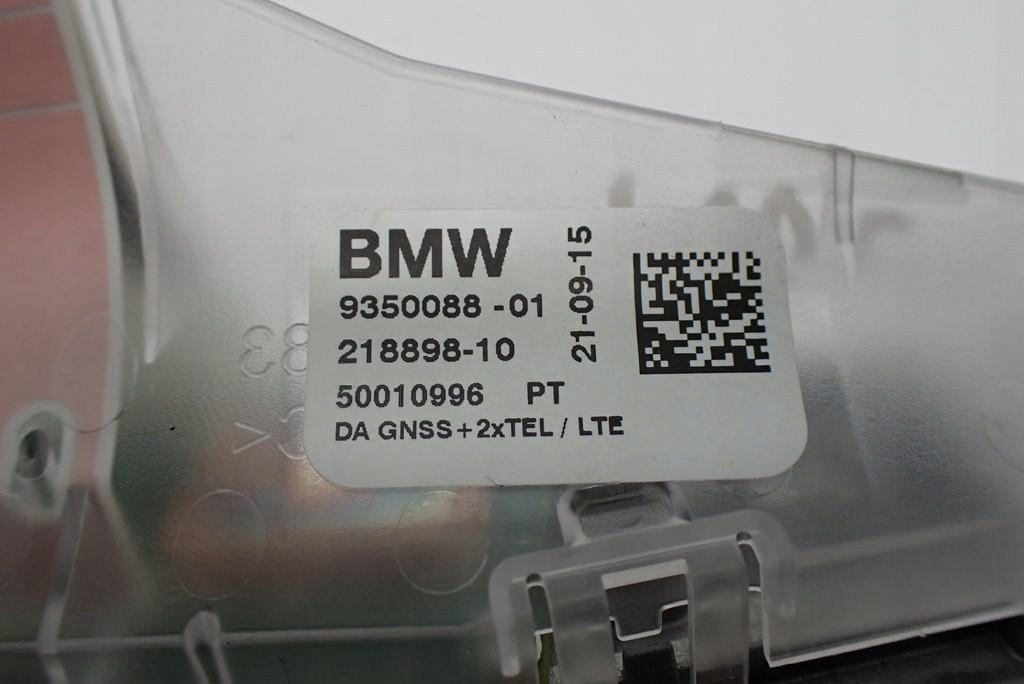 BMW
9350088 -01
218898-10
50010996 PT
DA GNSS+2xTEL / LTE
21-09-15